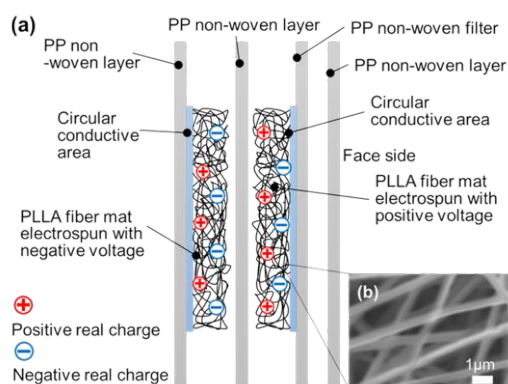 (a)
PP non-woven layer
PP non-woven filter
PP non
-woven layer
PP non-woven layer
Circular
conductive
area
Circular
conductive area
Face side
PLLA fiber mat
electrospun with
positive voltage
PLLA fiber mat
electrospun with
negative voltage
(b)
Positive real charge
Negative real charge
1μm